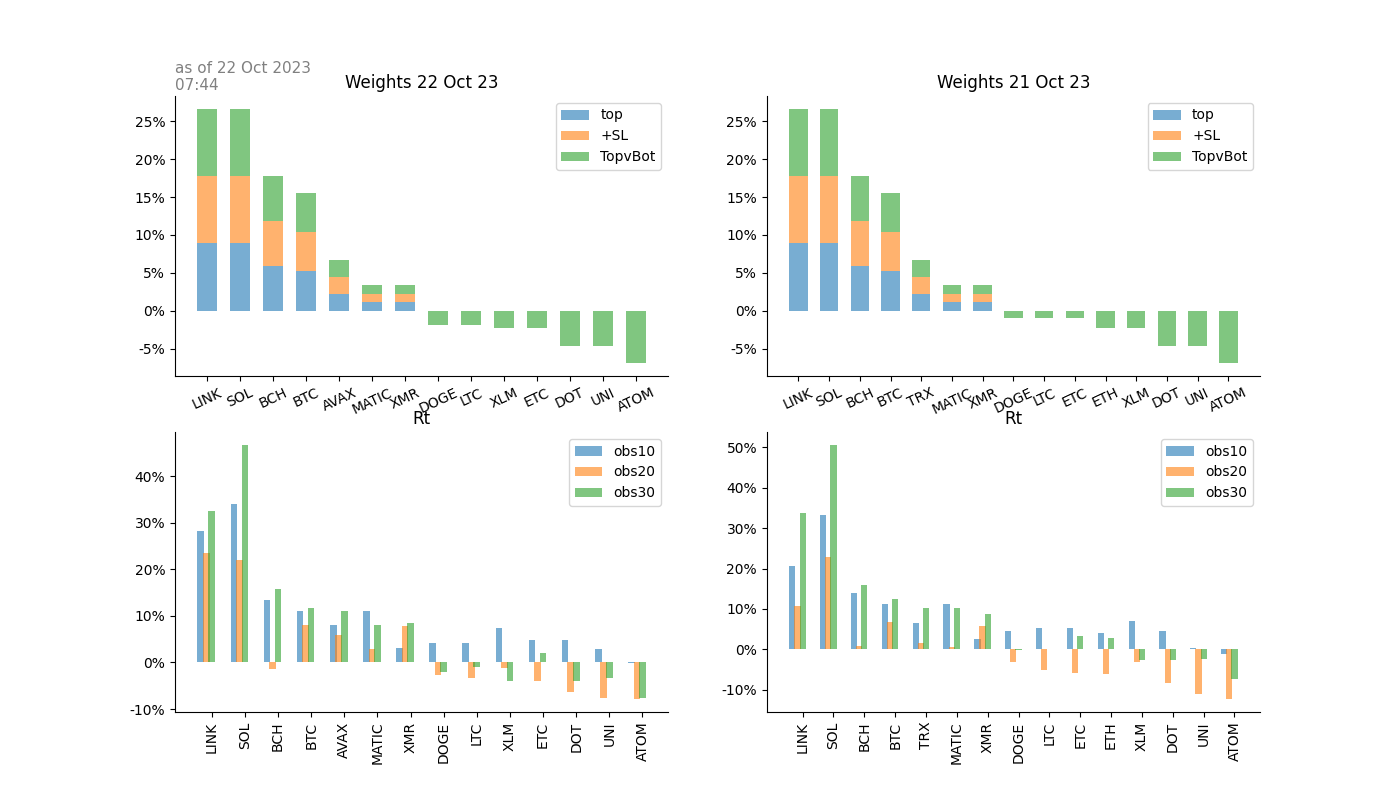 as of 22 Oct 2023
07:44
Weights 22 Oct 23
25%
20%
15%
10%
5%
0%
-5%
top
+SL
TopvBot
LINK SOL BCH BTC AVAX MATIC XMR DOGE LTC XLM ETC DOT UNI ATOM
Weights 21 Oct 23
25%
20%
15%
10%
5%
0%
-5%
top
+SL
TopvBot
LINK SOL BCH BTC TRX MATIC XMR DOGE LTC ETC ETH XLM DOT UNI ATOM
Rt
40%
30%
20%
10%
0%
-10%
obs10
obs20
obs30
LINK SOL BCH BTC AVAX MATIC XMR DOGE LTC XLM ETC DOT UNI ATOM
Rt
50%
40%
30%
20%
10%
0%
-10%
obs10
obs20
obs30
LINK SOL BCH BTC TRX MATIC XMR DOGE LTC ETC ETH XLM DOT UNI ATOM